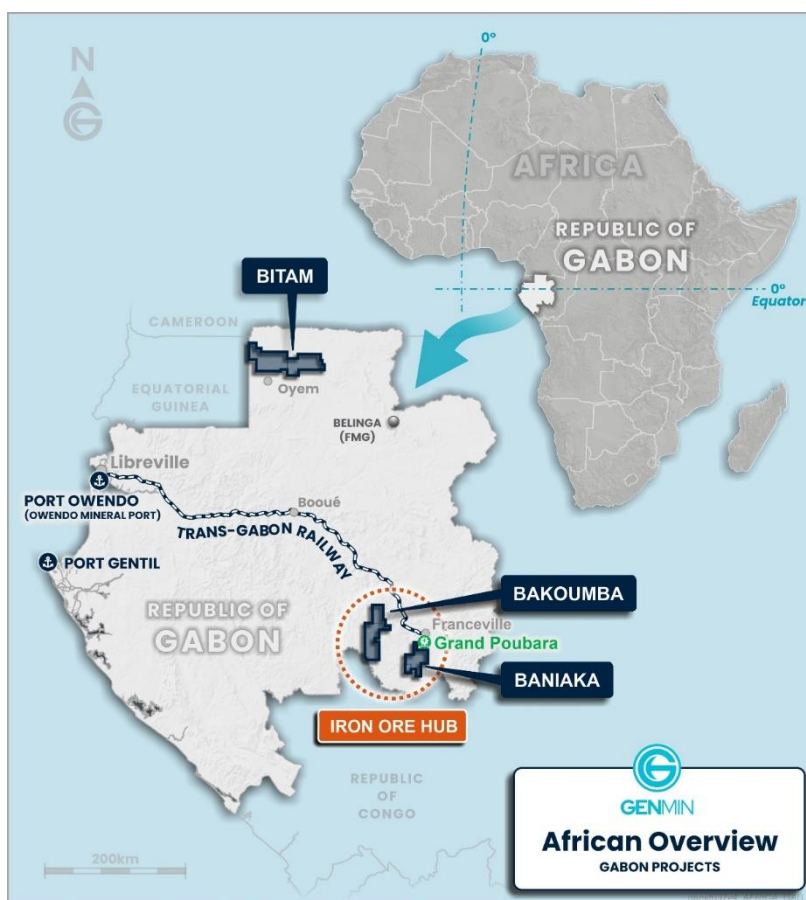 N
0°
AFRICA
REPUBLIC OF
GABON
0°
Equator
BITAM
CAMEROON
EQUATORIAL
GUINEA
Oyem
BELINGA
(FMG)
Libreville
PORT OWENDO
(OWENDO MINERAL PORT)
Booué
TRANS-GABON RAILWAY
PORT GENTIL
REPUBLIC OF
GABON
BAKOUMBA
Franceville
Grand Poubara
BANIAKA
IRON ORE HUB
REPUBLIC
OF
CONGO
200km
GENMIN
African Overview
GABON PROJECTS